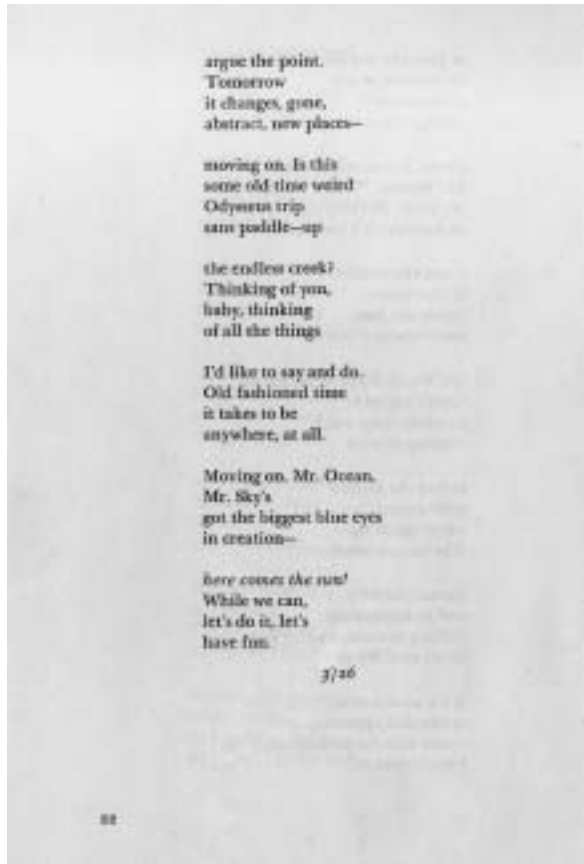 argue the point.
Tomorrow
it changes, gone,
abstract, new places—
moving on. Is this
some old time weird
Odysseus trip
sans paddle—up
the endless creek?
Thinking of you,
baby, thinking
of all the things
I'd like to say and do.
Old fashioned time
it takes to be
anywhere, at all.
Moving on. Mr. Ocean,
Mr. Sky's
got the biggest blue eyes
in creation—
here comes the sun!
While we can,
let's do it, let's
have fun.
3/26